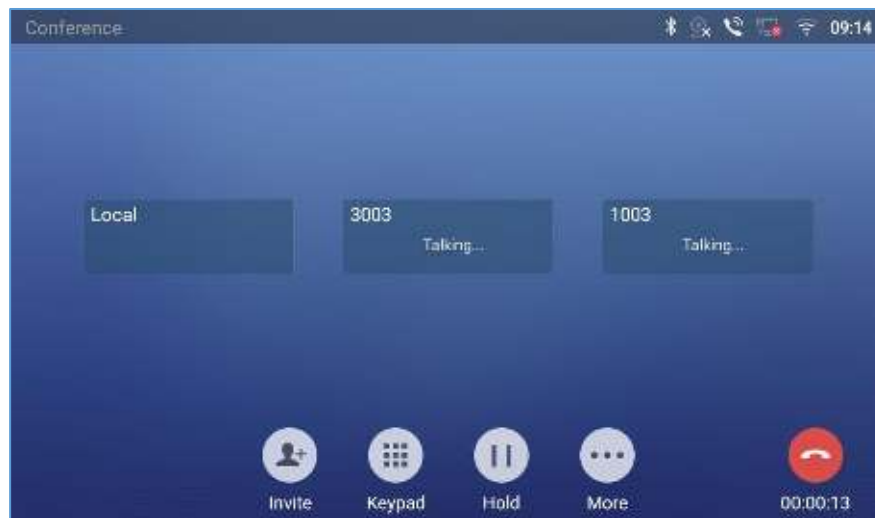 Conference 09:14
Local 3003 1003
Talking... Talking...
Invite Keypad Hold More 00:00:13